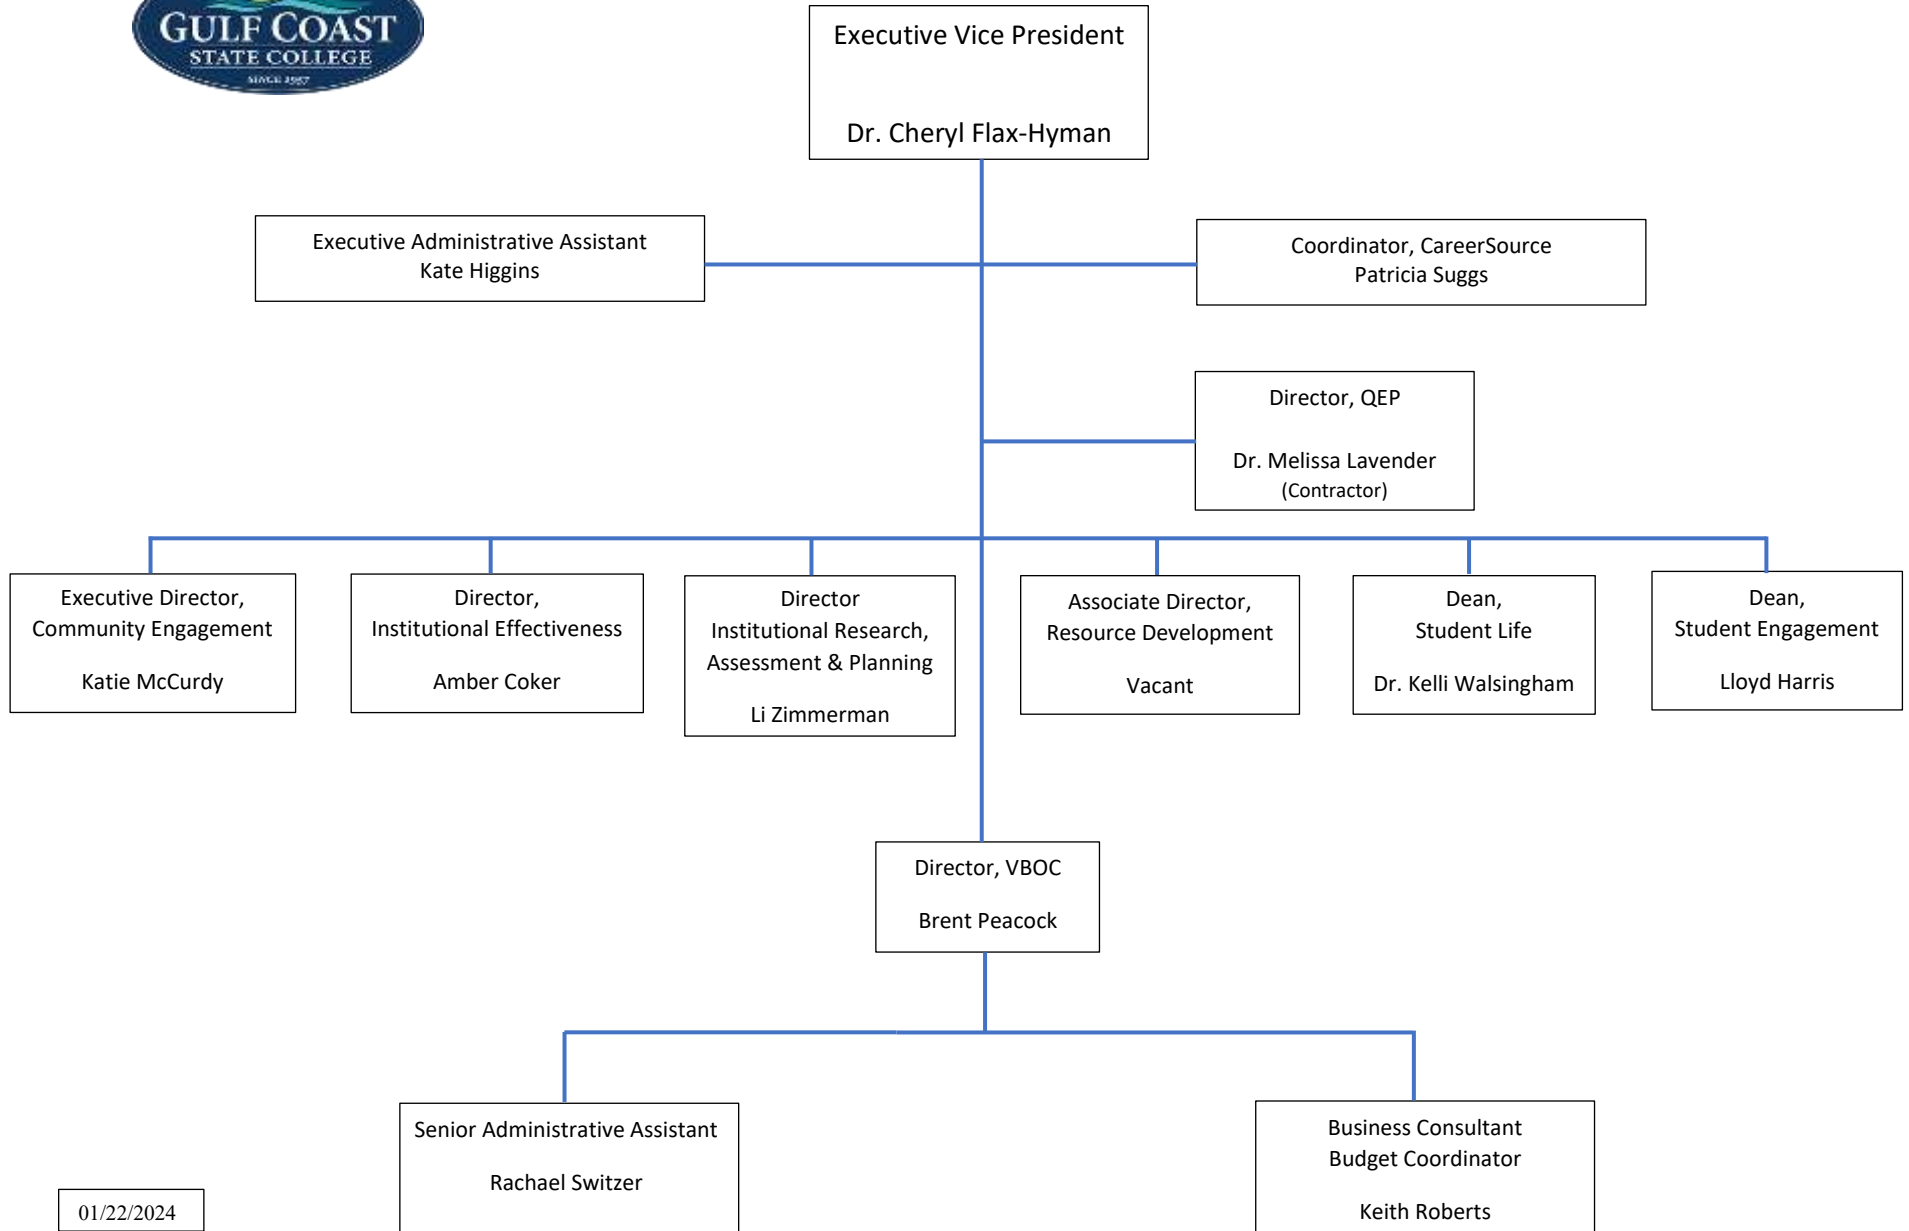 GULF COAST
STATE COLLEGE
SINCE 1957
Executive Vice President
Dr. Cheryl Flax-Hyman
Executive Administrative Assistant
Kate Higgins
Coordinator, CareerSource
Patricia Suggs
Director, QEP
Dr. Melissa Lavender
(Contractor)
Executive Director,
Community Engagement
Katie McCurdy
Director,
Institutional Effectiveness
Amber Coker
Director
Institutional Research,
Assessment & Planning
Li Zimmerman
Associate Director,
Resource Development
Vacant
Dean,
Student Life
Dr. Kelli Walsingham
Dean,
Student Engagement
Lloyd Harris
Director, VBOC
Brent Peacock
Senior Administrative Assistant
Rachael Switzer
Business Consultant
Budget Coordinator
Keith Roberts
01/22/2024